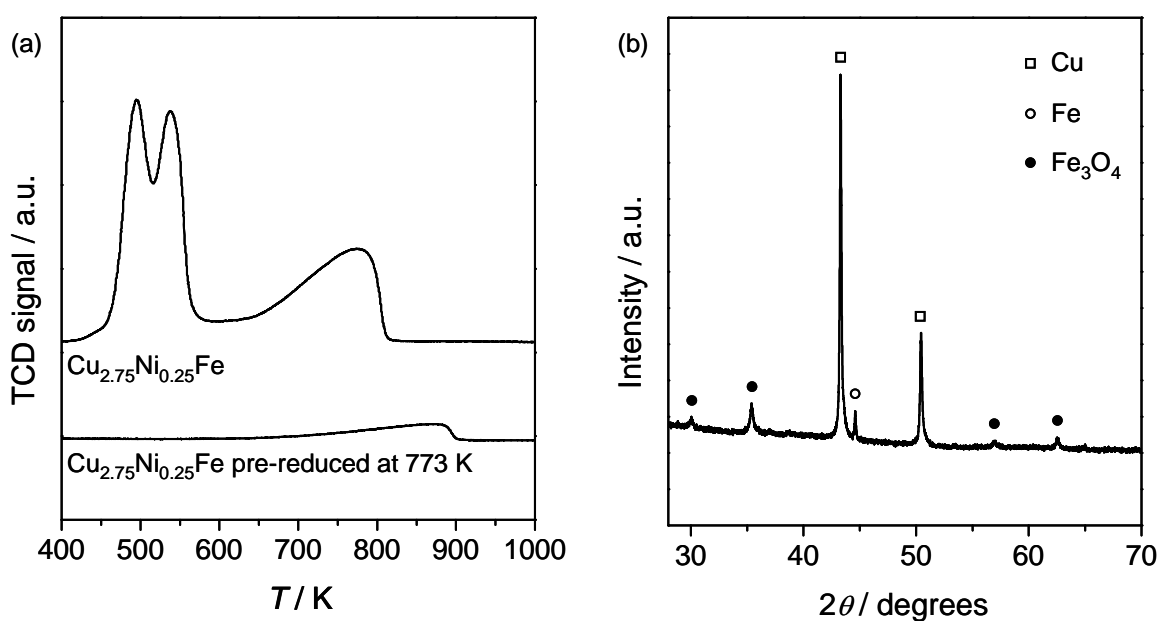 (a)
TCD signal / a.u.
Cu₂.₇₅Ni₀.₂₅Fe
Cu₂.₇₅Ni₀.₂₅Fe pre-reduced at 773 K
400 500 600 700 800 900 1000
T / K
(b)
Intensity / a.u.
Cu
Fe
Fe₃O₄
30 40 50 60 70
2θ / degrees